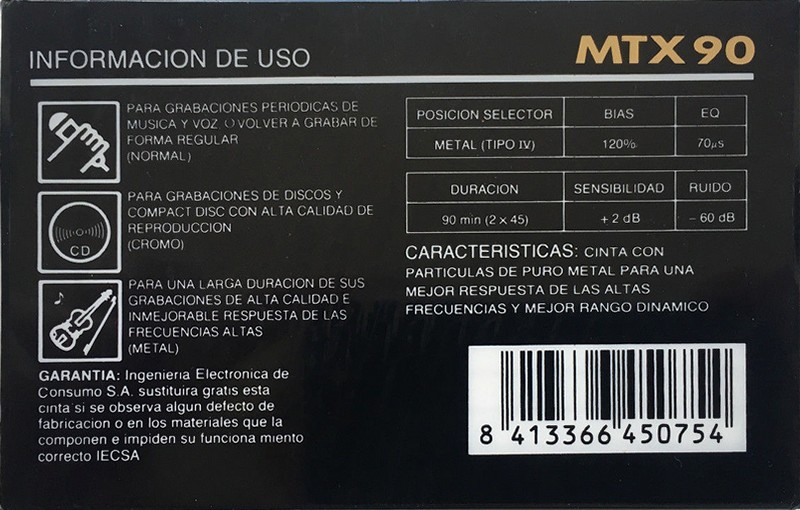 INFORMACION DE USO
MTX 90
PARA GRABACIONES PERIODICAS DE
MUSICA Y VOZ O VOLVER A GRABAR DE
FORMA REGULAR
(NORMAL)
CD
PARA GRABACIONES DE DISCOS Y
COMPACT DISC CON ALTA CALIDAD DE
REPRODUCCION
(CROMO)
PARA UNA LARGA DURACION DE SUS
GRABACIONES DE ALTA CALIDAD E
INMEJORABLE RESPUESTA DE LAS
FRECUENCIAS ALTAS
(METAL)
GARANTIA: Ingenieria Electronica de
Consumo S.A. sustituira gratis esta
cinta si se observa algun defecto de
fabricacion o en los materiales que la
componen e impiden su funciona miento
correcto IECSA
POSICION SELECTOR BIAS EQ
METAL (TIPO IV) 120% 70µs
DURACION SENSIBILIDAD RUIDO
90 min (2 x 45) + 2 dB – 60 dB
CARACTERISTICAS: CINTA CON
PARTICULAS DE PURO METAL PARA UNA
MEJOR RESPUESTA DE LAS ALTAS
FRECUENCIAS Y MEJOR RANGO DINAMICO
8 413366 450754